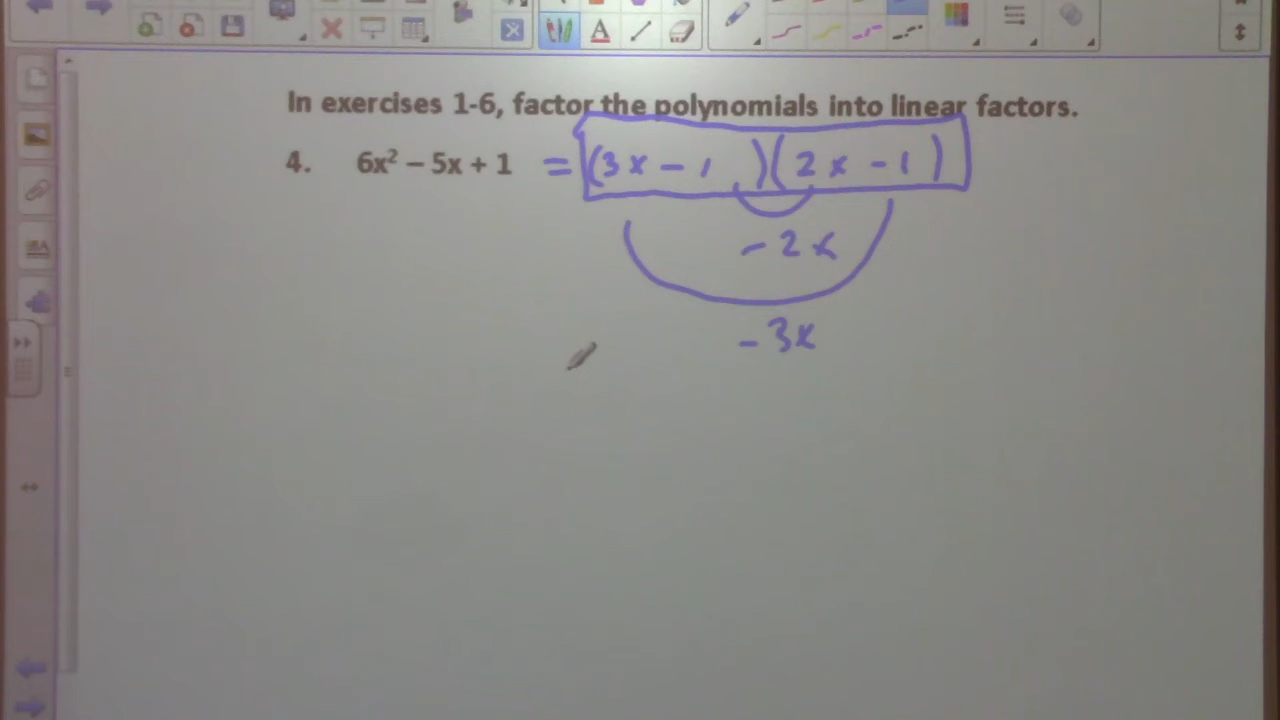 In exercises 1-6, factor the polynomials into linear factors.
4. 6x² – 5x + 1 = (3x – 1 )(2x – 1)
– 2x
– 3x